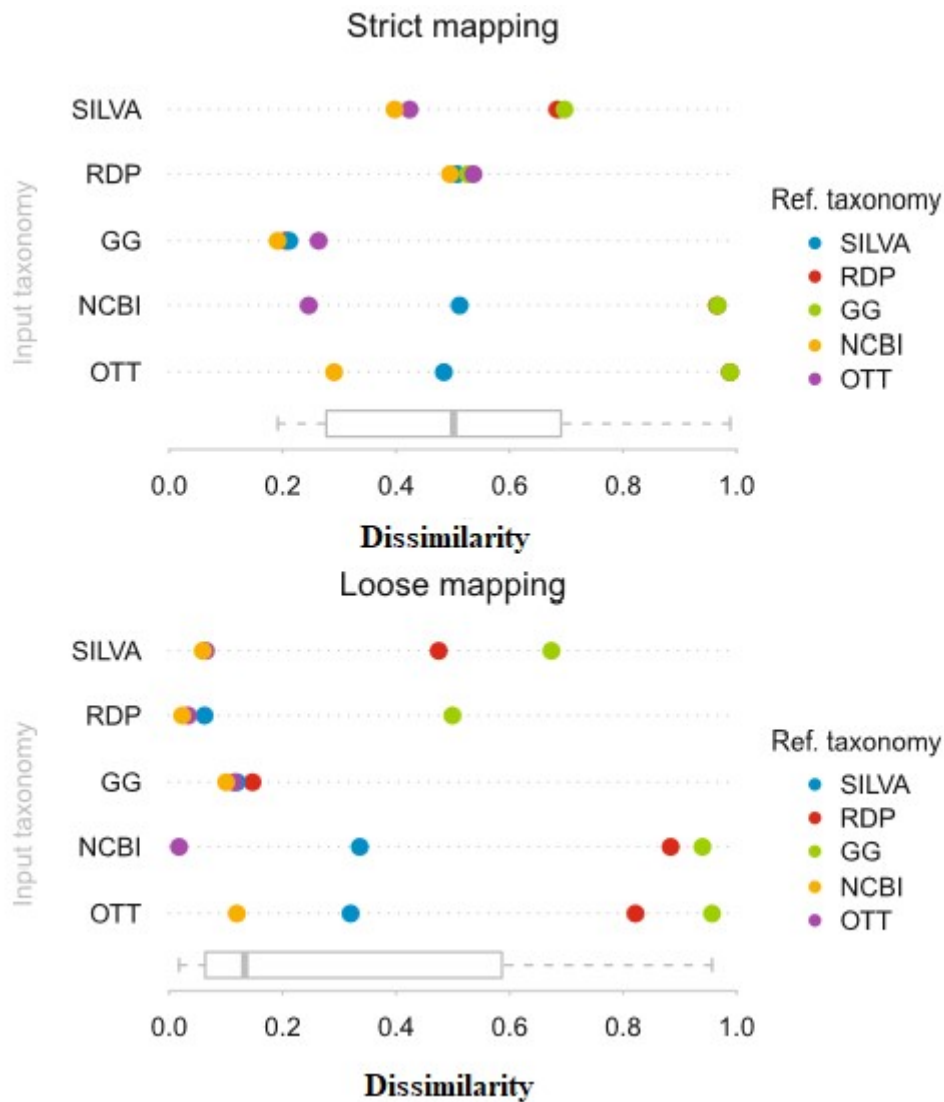 Strict mapping
Input taxonomy
SILVA
RDP
GG
NCBI
OTT
0.0 0.2 0.4 0.6 0.8 1.0
Dissimilarity
Ref. taxonomy
SILVA
RDP
GG
NCBI
OTT
Loose mapping
Input taxonomy
SILVA
RDP
GG
NCBI
OTT
0.0 0.2 0.4 0.6 0.8 1.0
Dissimilarity
Ref. taxonomy
SILVA
RDP
GG
NCBI
OTT